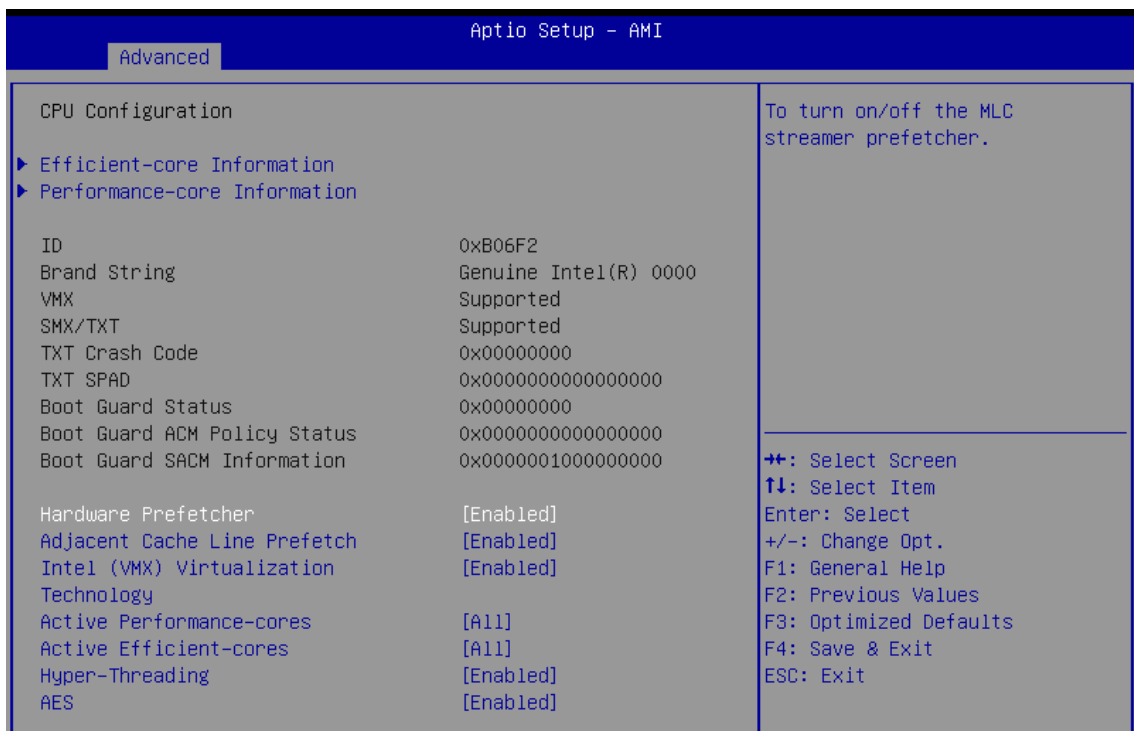 Aptio Setup - AMI
Advanced
CPU Configuration
Efficient-core Information
Performance-core Information
ID 0xB06F2
Brand String Genuine Intel(R) 0000
VMX Supported
SMX/TXT Supported
TXT Crash Code 0x00000000
TXT SPAD 0x0000000000000000
Boot Guard Status 0x00000000
Boot Guard ACM Policy Status 0x0000000000000000
Boot Guard SACM Information 0x0000001000000000
Hardware Prefetcher [Enabled]
Adjacent Cache Line Prefetch [Enabled]
Intel (VMX) Virtualization [Enabled]
Technology
Active Performance-cores [All]
Active Efficient-cores [All]
Hyper-Threading [Enabled]
AES [Enabled]
To turn on/off the MLC
streamer prefetcher.
→←: Select Screen
↑↓: Select Item
Enter: Select
+/-: Change Opt.
F1: General Help
F2: Previous Values
F3: Optimized Defaults
F4: Save & Exit
ESC: Exit